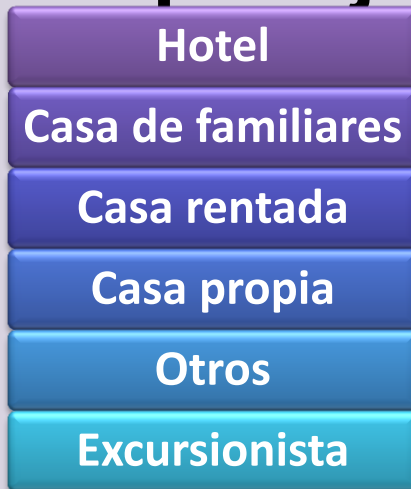 Hotel
Casa de familiares
Casa rentada
Casa propia
Otros
Excursionista